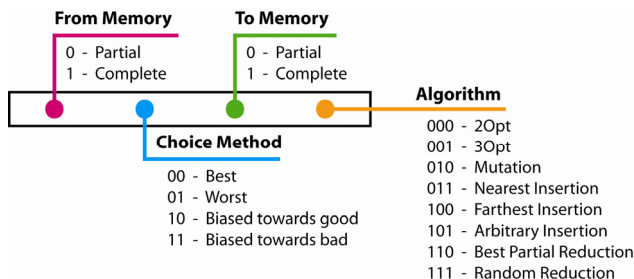 From Memory
0 - Partial
1 - Complete
To Memory
0 - Partial
1 - Complete
Choice Method
00 - Best
01 - Worst
10 - Biased towards good
11 - Biased towards bad
Algorithm
000 - 2Opt
001 - 3Opt
010 - Mutation
011 - Nearest Insertion
100 - Farthest Insertion
101 - Arbitrary Insertion
110 - Best Partial Reduction
111 - Random Reduction